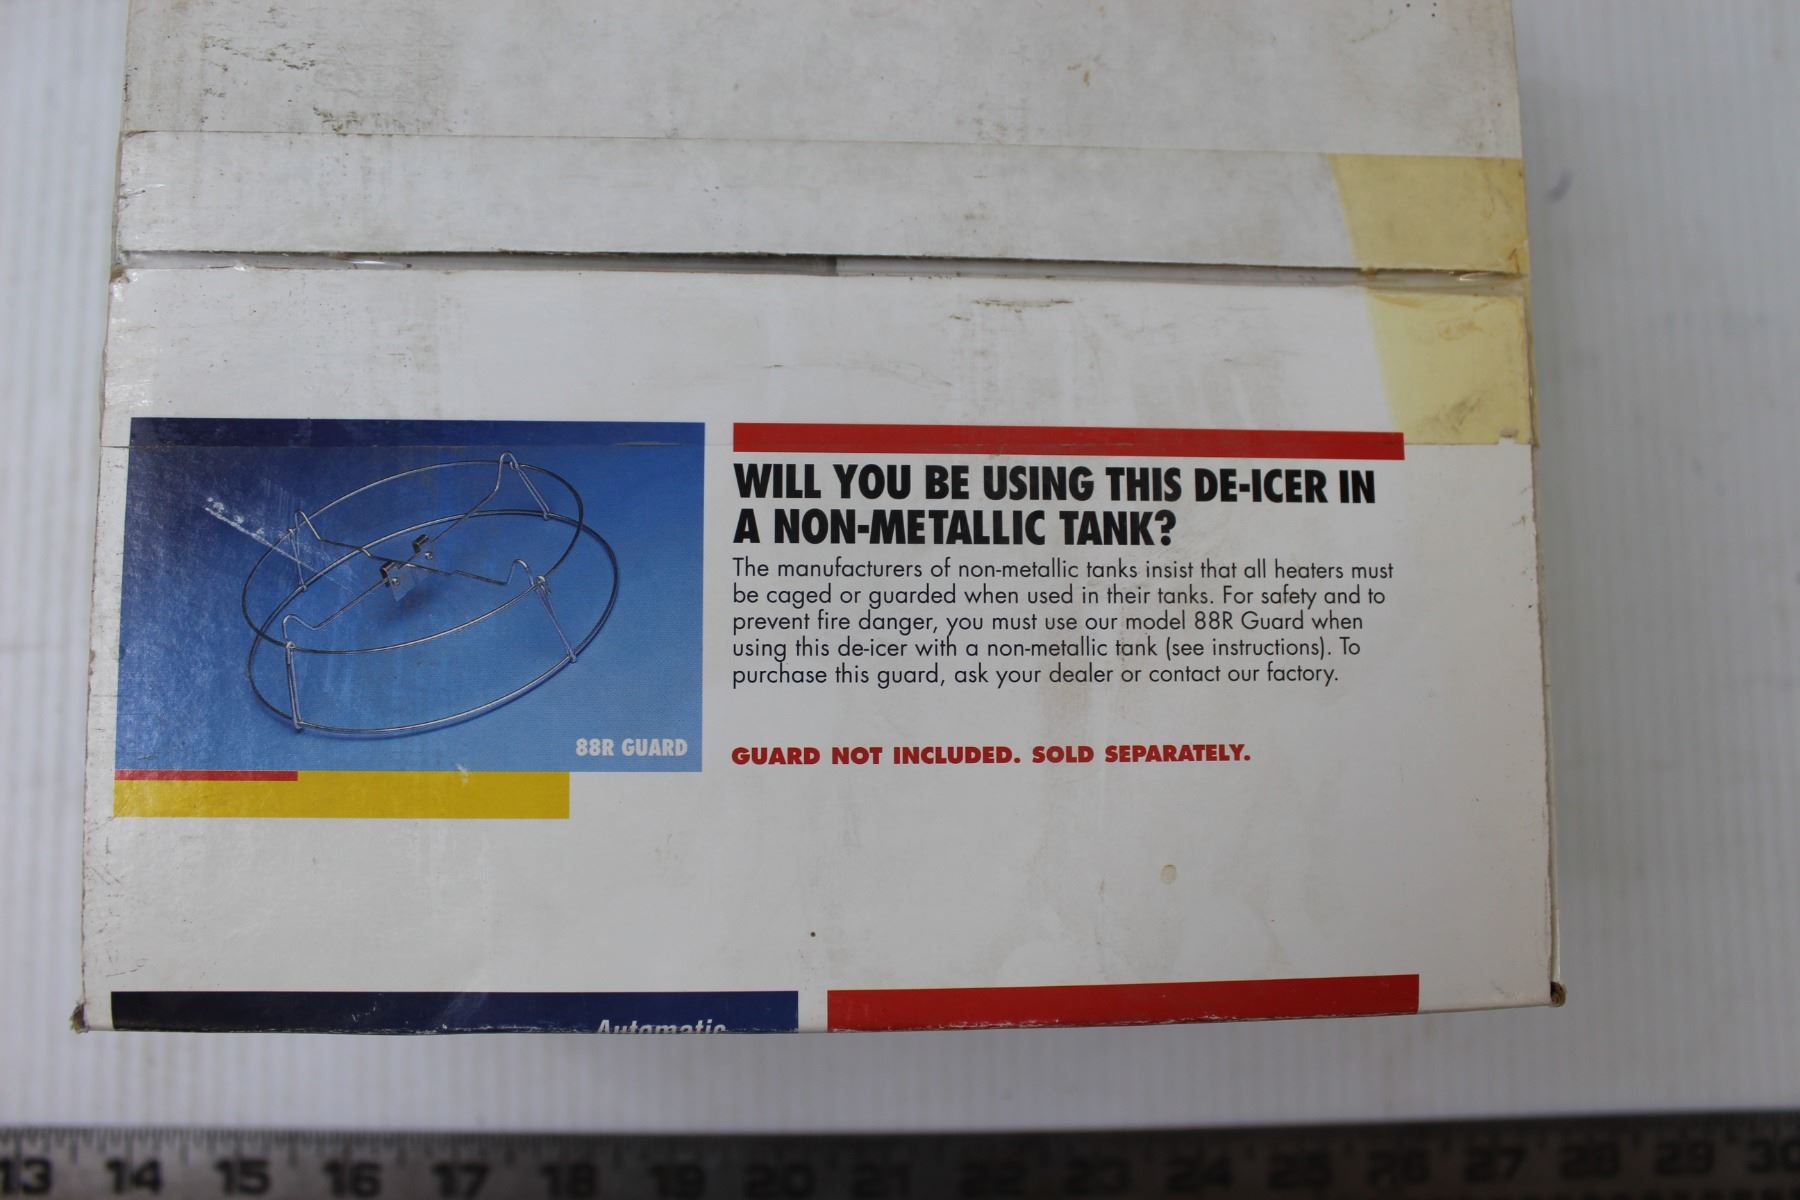 WILL YOU BE USING THIS DE-ICER IN
A NON-METALLIC TANK?
The manufacturers of non-metallic tanks insist that all heaters must
be caged or guarded when used in their tanks. For safety and to
prevent fire danger, you must use our model 88R Guard when
using this de-icer with a non-metallic tank (see instructions). To
purchase this guard, ask your dealer or contact our factory.
88R GUARD
GUARD NOT INCLUDED. SOLD SEPARATELY.
Automatic
13 14 15 16 17 18 19 20 21 22 23 24 25 26 27 28 29 30